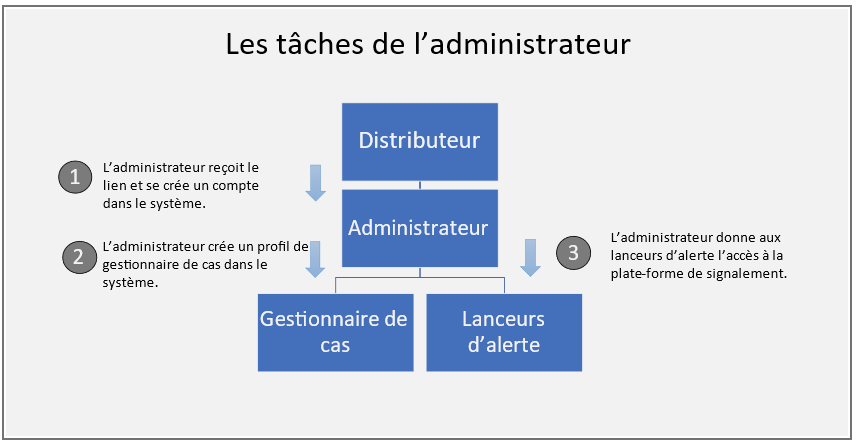 Les tâches de l’administrateur
Distributeur
1
L’administrateur reçoit le
lien et se crée un compte
dans le système.
Administrateur
2
L’administrateur crée un profil de
gestionnaire de cas dans le
système.
3
L’administrateur donne aux
lanceurs d’alerte l’accès à la
plate-forme de signalement.
Gestionnaire de
cas
Lanceurs
d’alerte